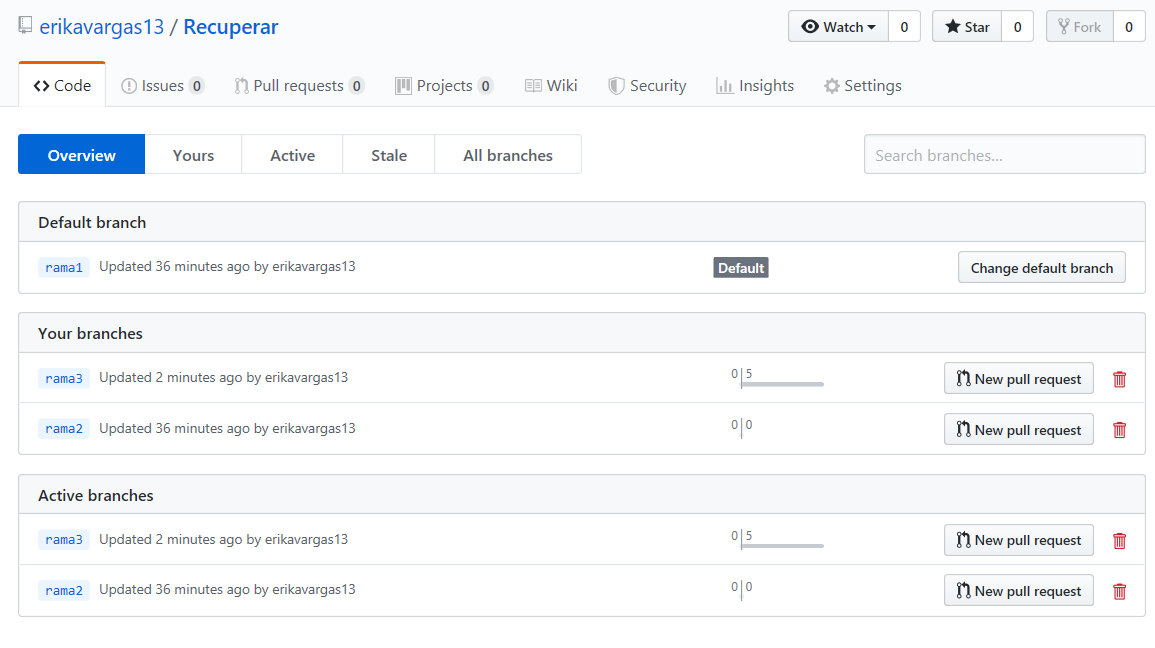 erikavargas13 / Recuperar Watch 0 Star 0 Fork 0
Code Issues 0 Pull requests 0 Projects 0 Wiki Security Insights Settings
Overview Yours Active Stale All branches Search branches...
Default branch
rama1 Updated 36 minutes ago by erikavargas13 Default Change default branch
Your branches
rama3 Updated 2 minutes ago by erikavargas13 0 5 New pull request
rama2 Updated 36 minutes ago by erikavargas13 0 0 New pull request
Active branches
rama3 Updated 2 minutes ago by erikavargas13 0 5 New pull request
rama2 Updated 36 minutes ago by erikavargas13 0 0 New pull request